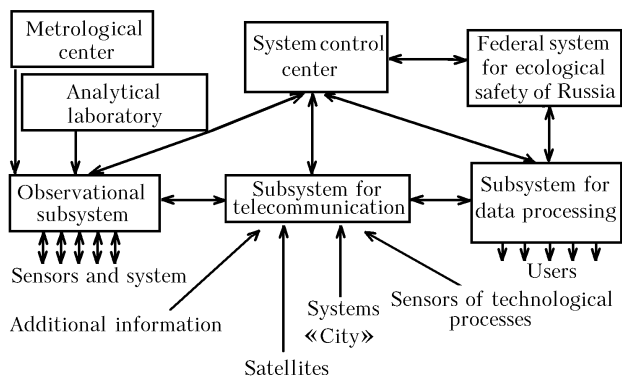 Metrological
center
System control
center
Federal system
for ecological
safety of Russia
Analytical
laboratory
Observational
subsystem
Subsystem for
telecommunication
Subsystem for
data processing
Sensors and system
Users
Additional information
Satellites
Systems
«City»
Sensors of technological
processes